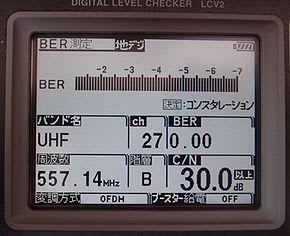 DIGITAL LEVEL CHECKER LCV2
BER測定 地デジ
-2 -3 -4 -5 -6 -7
BER
決定:コンスタレーション
バンド名 ch BER
UHF 27 0.00
周波数 階層 C/N
557.14MHz B 30.0以上dB
変調方式 OFDM ブースター給電 OFF